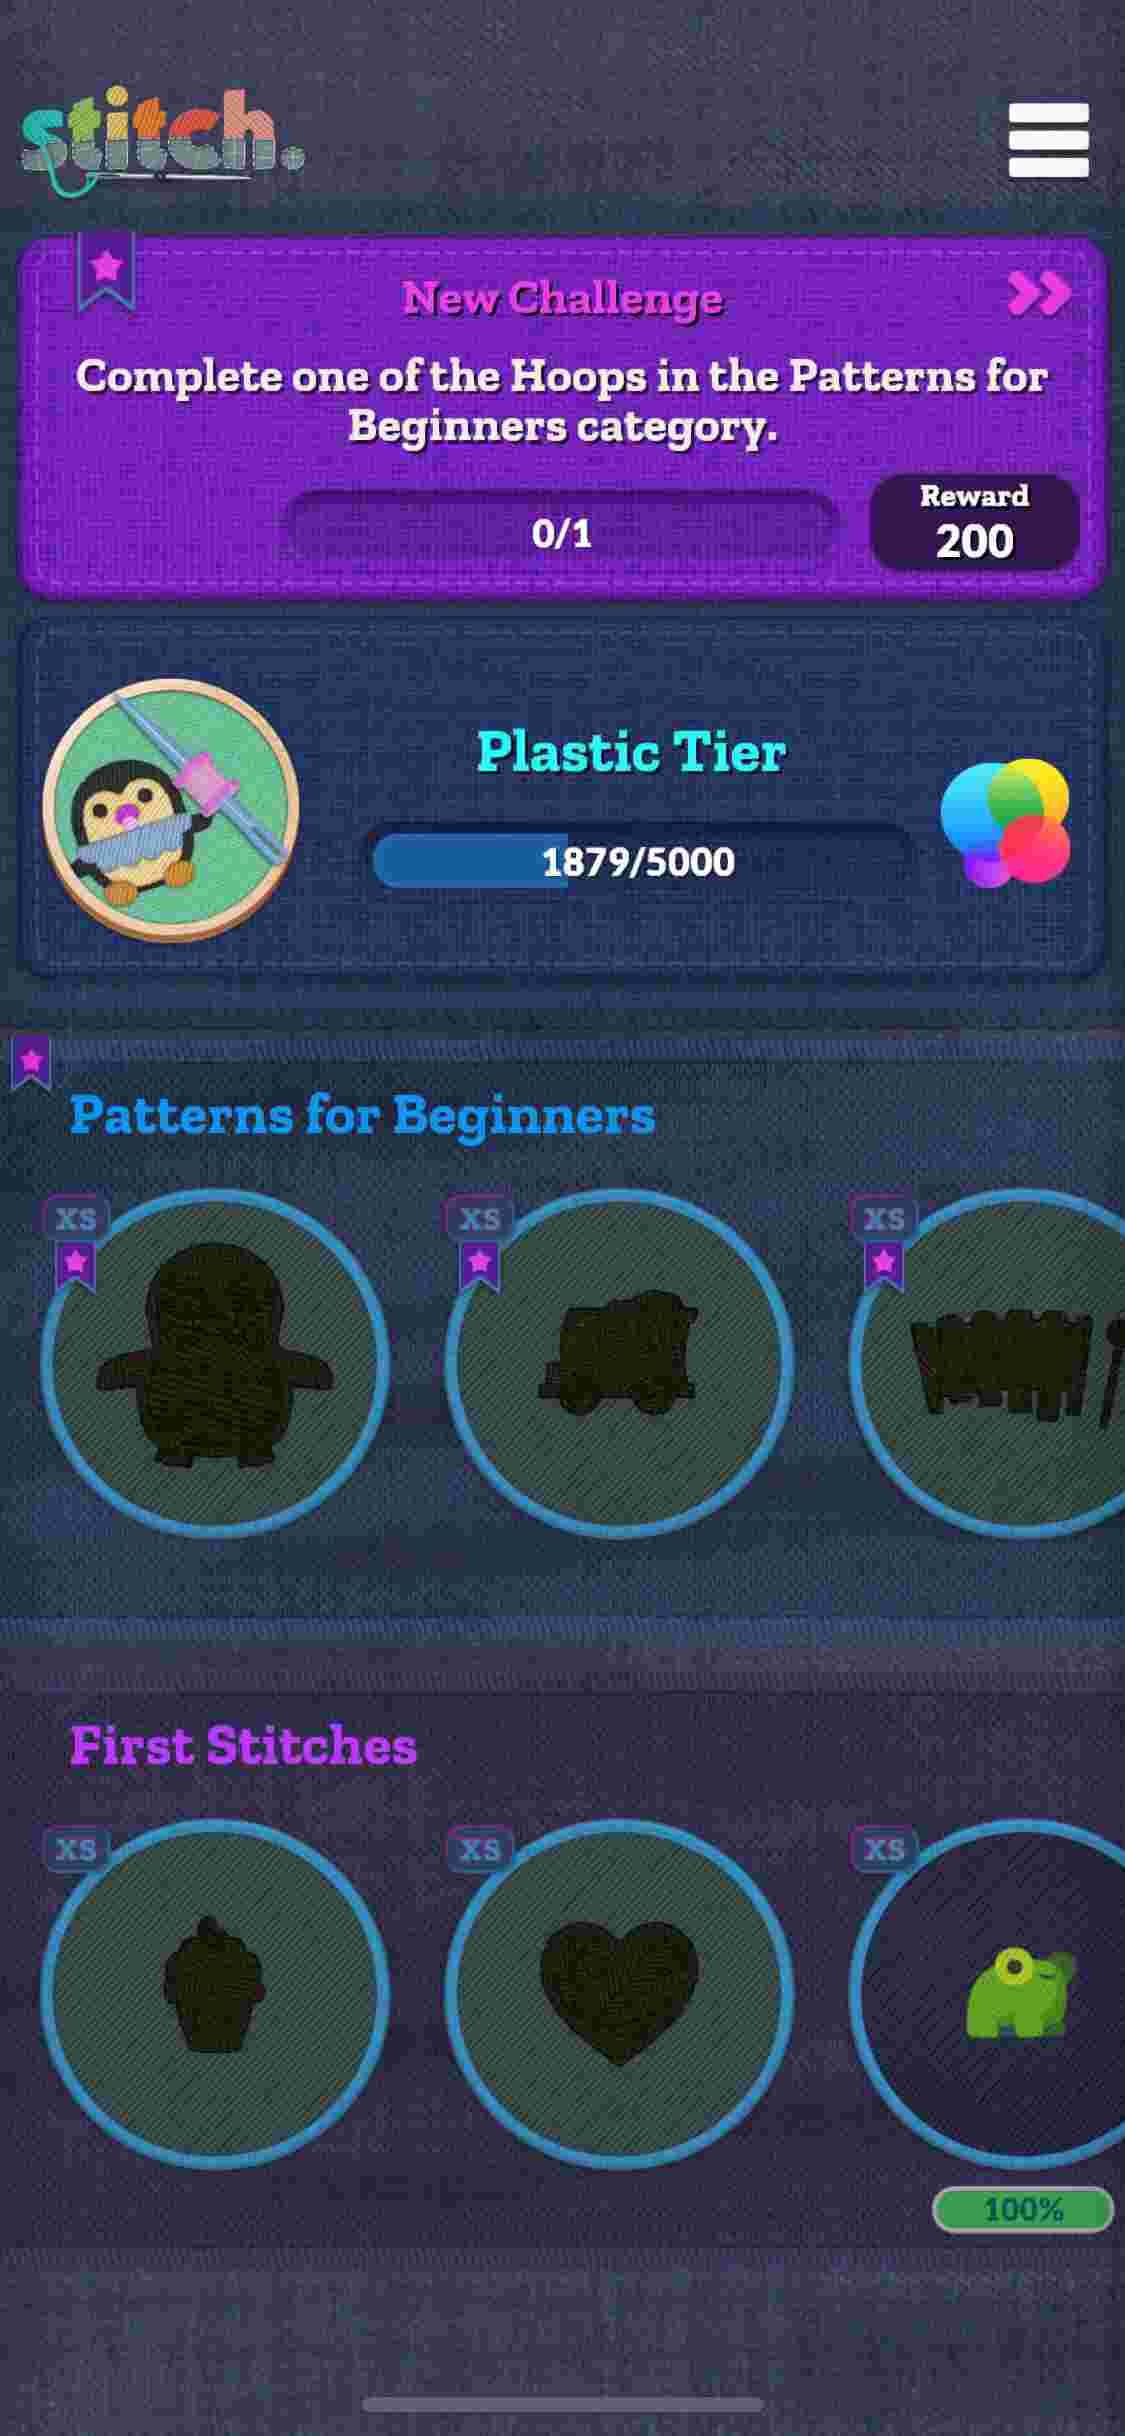 stitch.
New Challenge
Complete one of the Hoops in the Patterns for
Beginners category.
0/1
Reward
200
Plastic Tier
1879/5000
Patterns for Beginners
XS
XS
XS
First Stitches
XS
XS
XS
100%